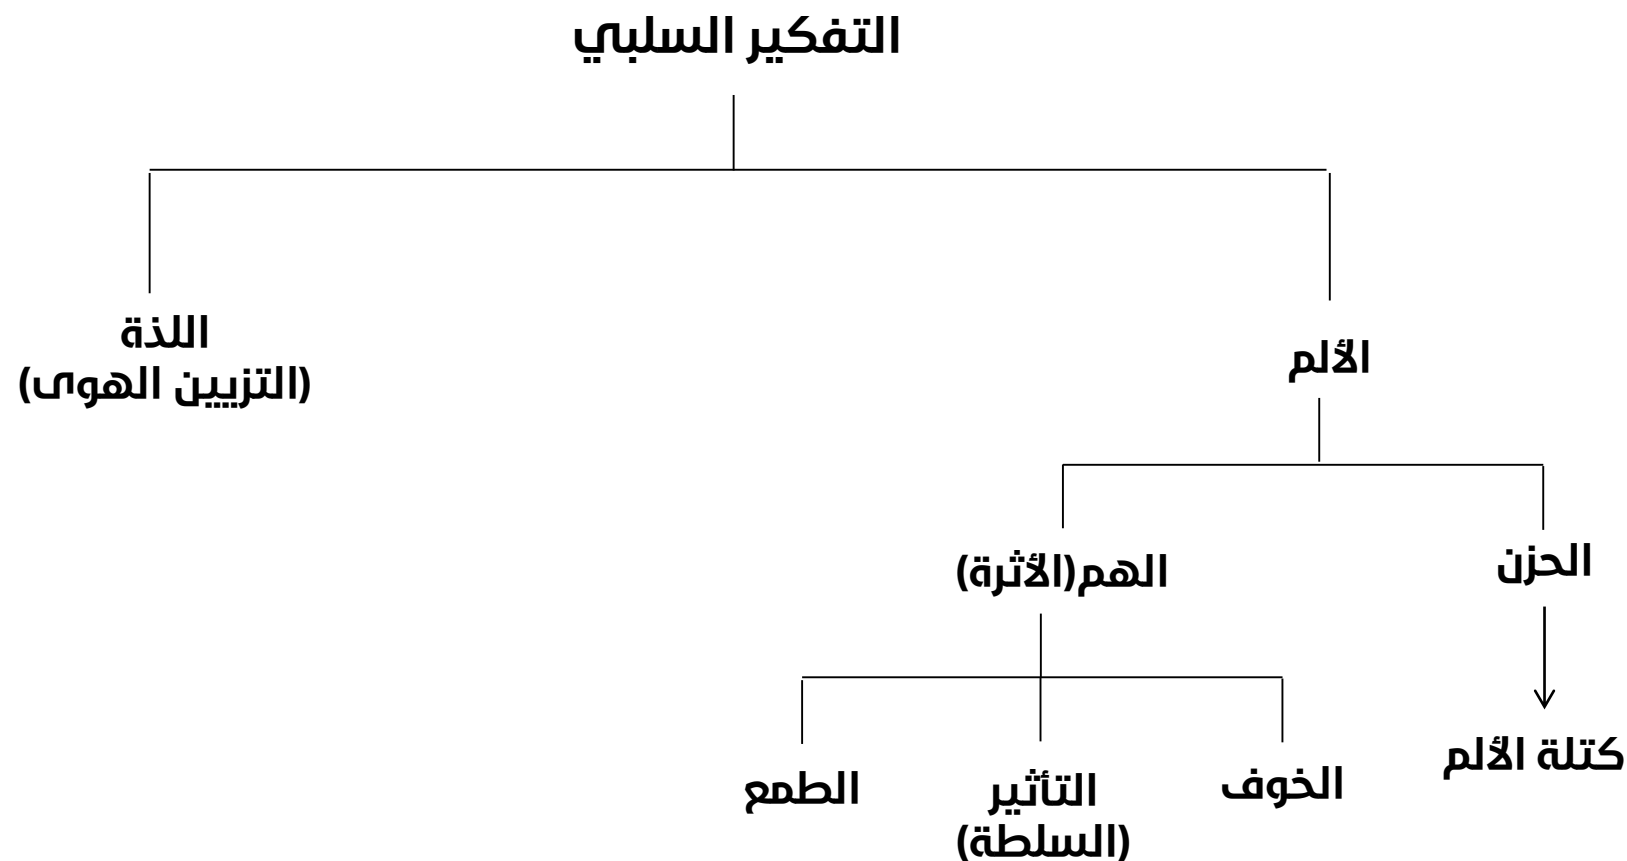 التفكير السلبي
الألم
اللذة
(التزيين الهوى)
الحزن
الهم(الأثرة)
كتلة الألم
الخوف
التأثير
(السلطة)
الطمع